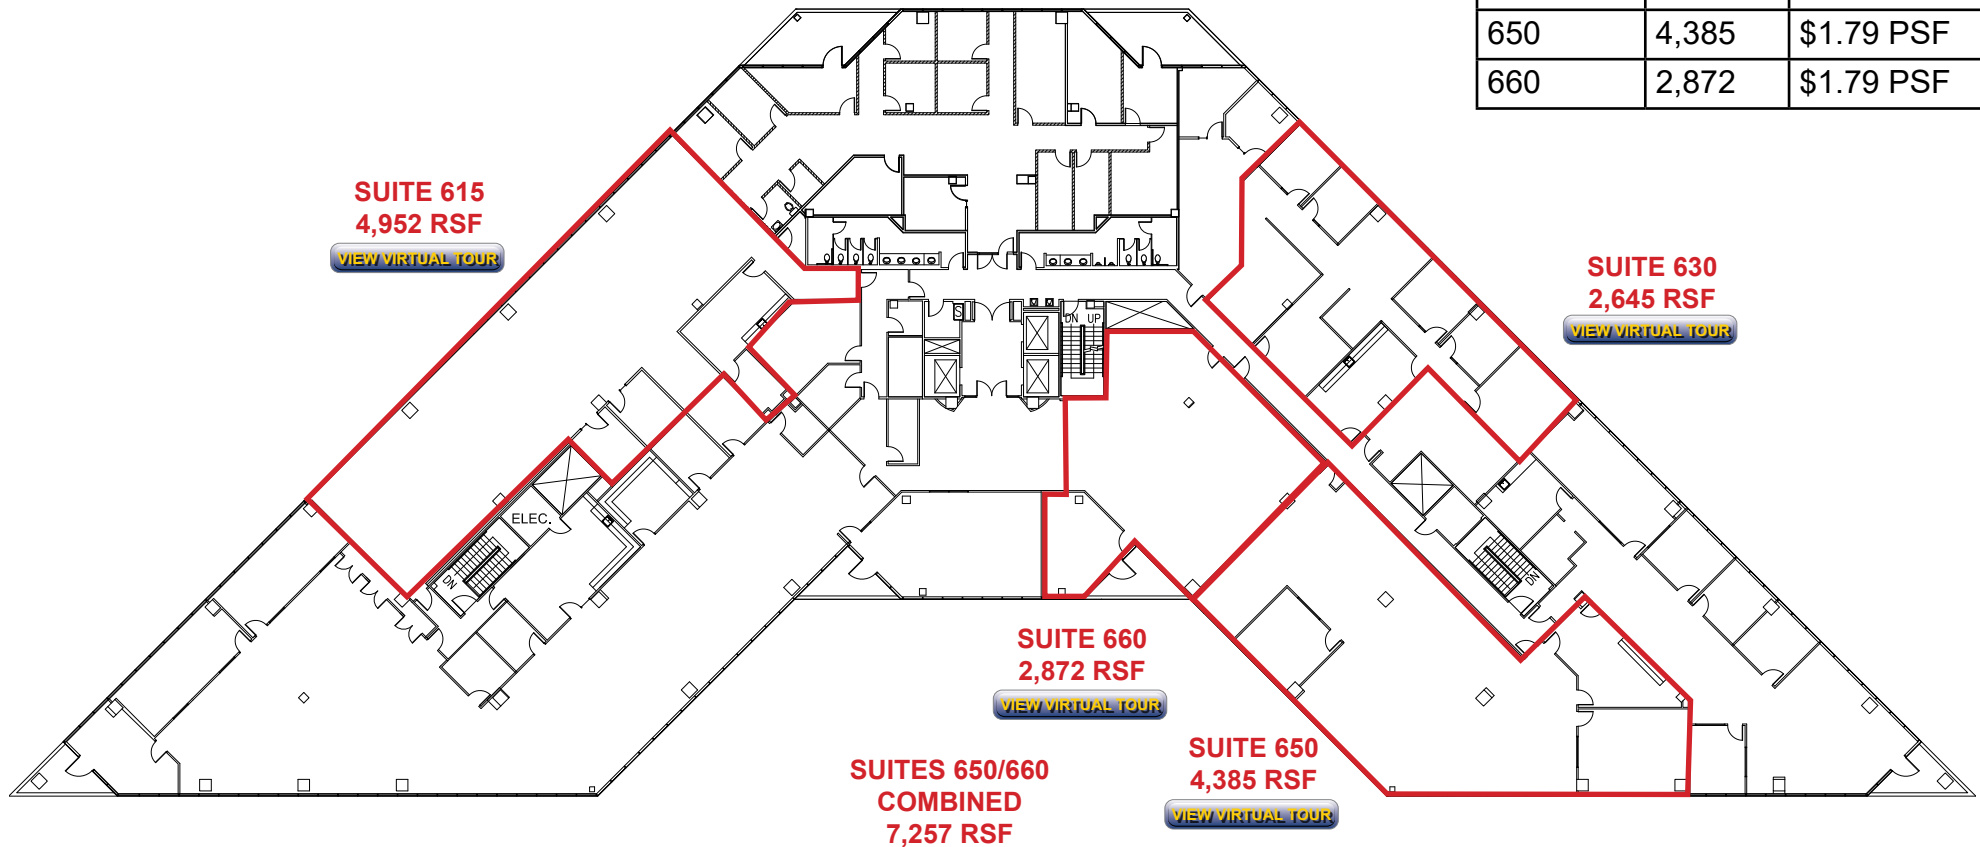 650 4,385 $1.79 PSF
660 2,872 $1.79 PSF
SUITE 615
4,952 RSF
VIEW VIRTUAL TOUR
SUITE 630
2,645 RSF
VIEW VIRTUAL TOUR
S
DN UP
ELEC.
DN
DN
SUITE 660
2,872 RSF
VIEW VIRTUAL TOUR
SUITE 650
4,385 RSF
VIEW VIRTUAL TOUR
SUITES 650/660
COMBINED
7,257 RSF